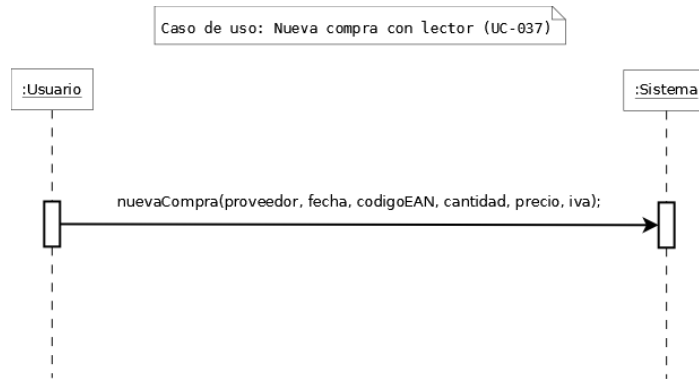 Caso de uso: Nueva compra con lector (UC-037)
:Usuario
:Sistema
nuevaCompra(proveedor, fecha, codigoEAN, cantidad, precio, iva);